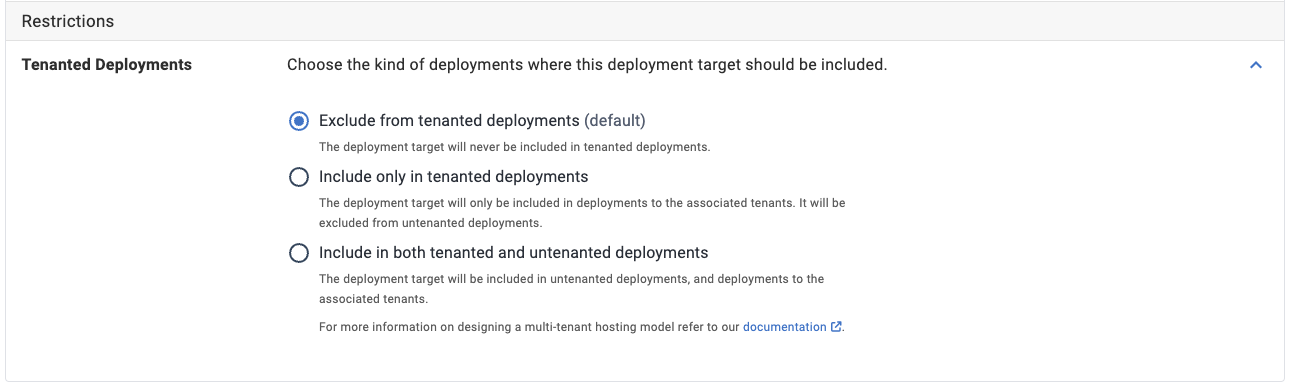 Restrictions
Tenanted Deployments
Choose the kind of deployments where this deployment target should be included.
Exclude from tenanted deployments (default)
The deployment target will never be included in tenanted deployments.
Include only in tenanted deployments
The deployment target will only be included in deployments to the associated tenants. It will be
excluded from untenanted deployments.
Include in both tenanted and untenanted deployments
The deployment target will be included in untenanted deployments, and deployments to the
associated tenants.
For more information on designing a multi-tenant hosting model refer to our documentation.